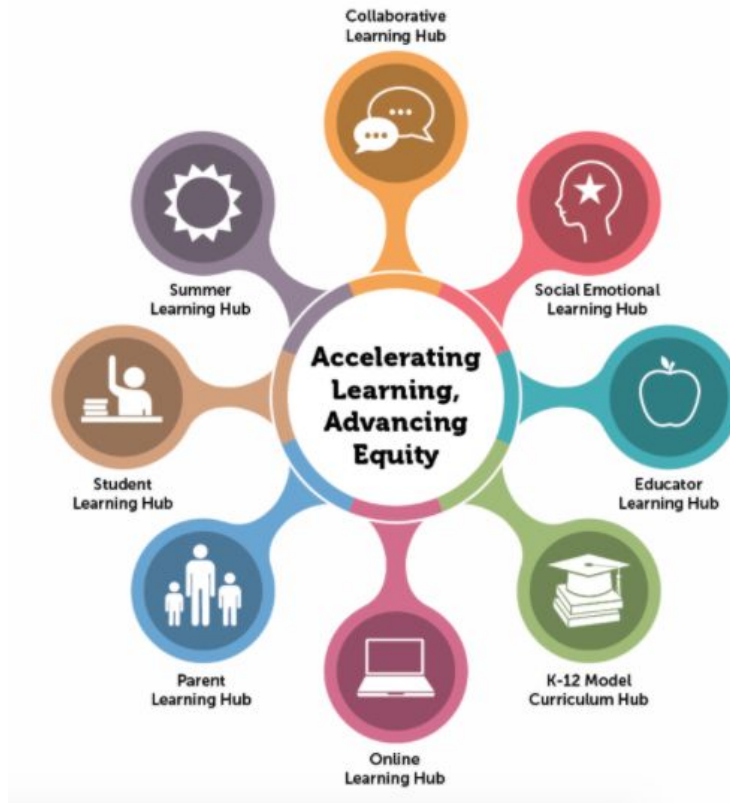 Collaborative
Learning Hub
Social Emotional
Learning Hub
Educator
Learning Hub
K-12 Model
Curriculum Hub
Online
Learning Hub
Parent
Learning Hub
Student
Learning Hub
Summer
Learning Hub
Accelerating
Learning,
Advancing
Equity